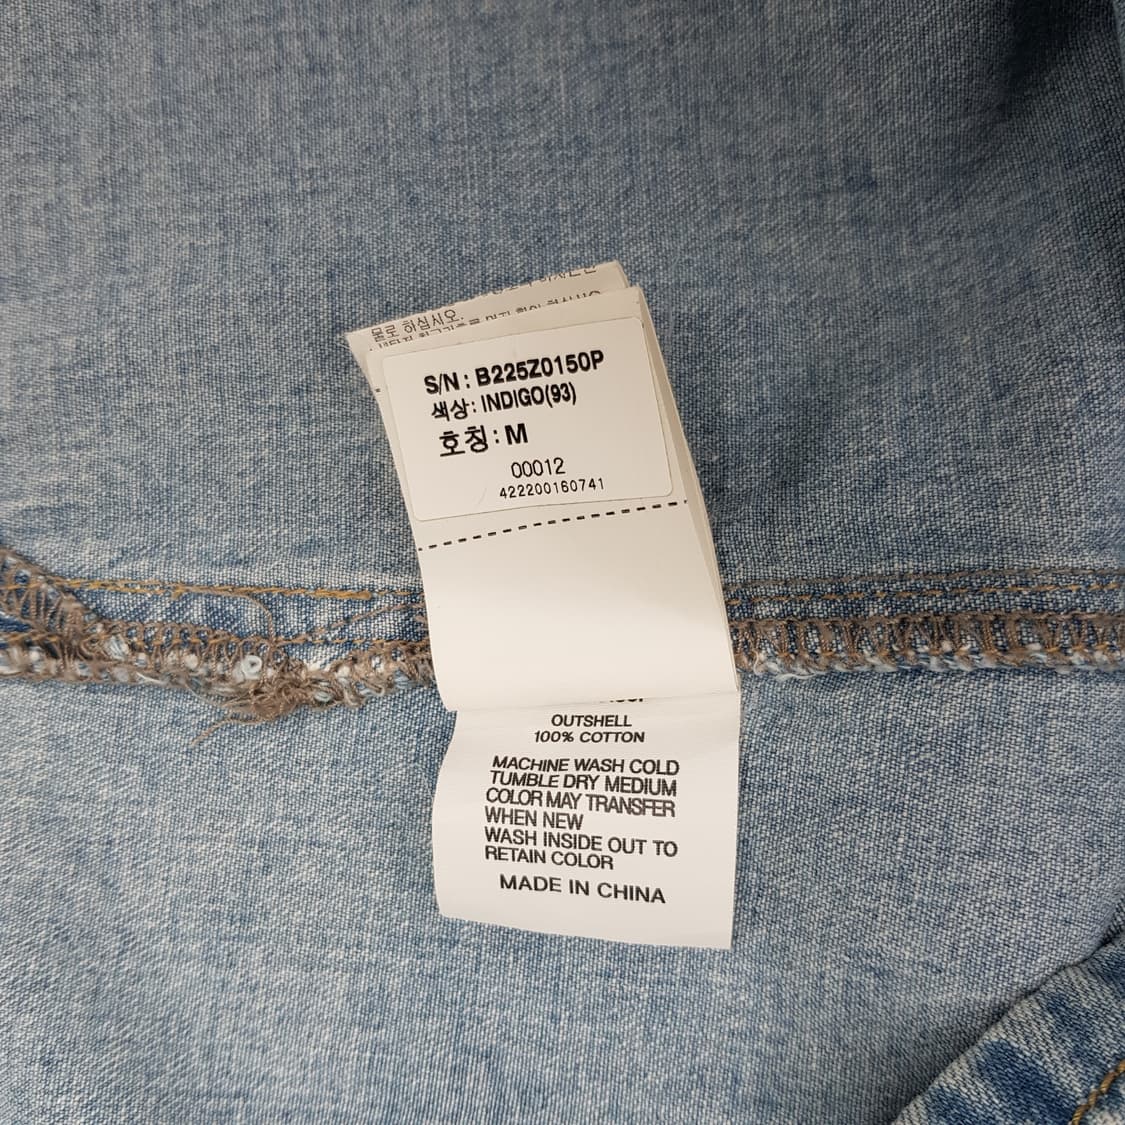 물로 하십시오.
S/N : B225Z0150P
색상 : INDIGO(93)
호칭 : M
00012
422200160741
OUTSHELL
100% COTTON
MACHINE WASH COLD
TUMBLE DRY MEDIUM
COLOR MAY TRANSFER
WHEN NEW
WASH INSIDE OUT TO
RETAIN COLOR
MADE IN CHINA